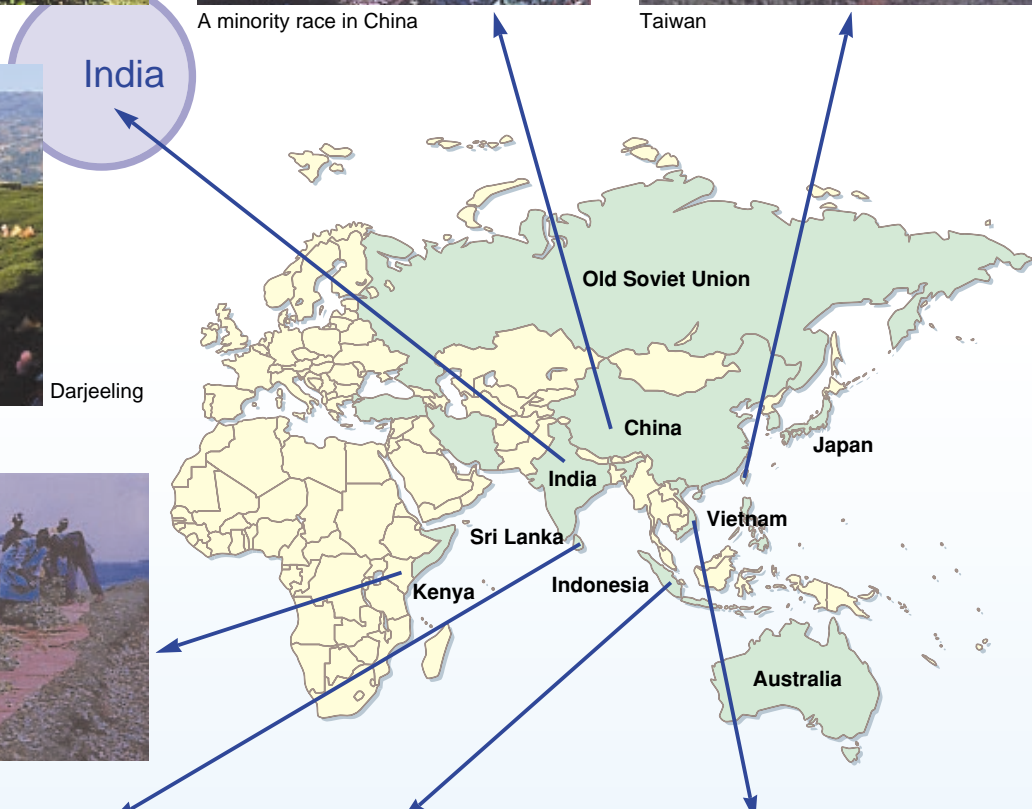 A minority race in China
Taiwan
India
Old Soviet Union
Darjeeling
China
Japan
India
Vietnam
Sri Lanka
Indonesia
Kenya
Australia